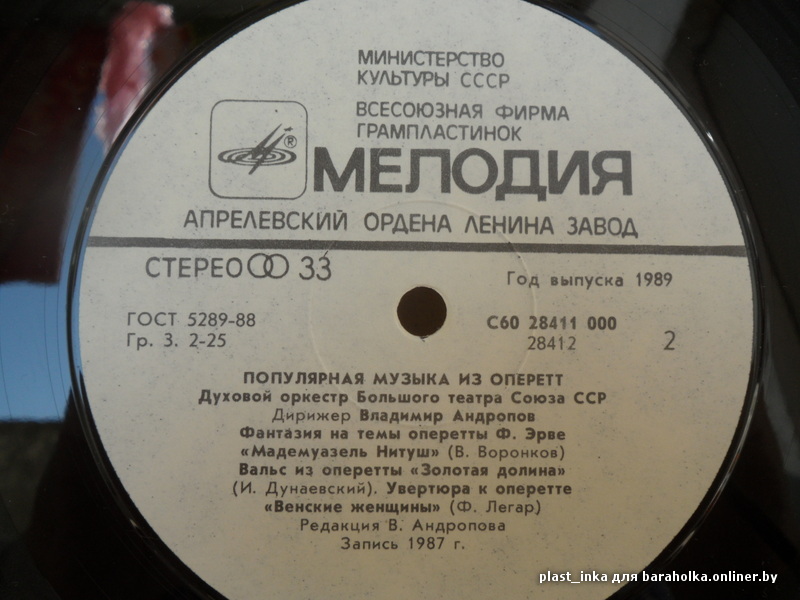 МИНИСТЕРСТВО
КУЛЬТУРЫ СССР
ВСЕСОЮЗНАЯ ФИРМА
ГРАМПЛАСТИНОК
®
МЕЛОДИЯ
АПРЕЛЕВСКИЙ ОРДЕНА ЛЕНИНА ЗАВОД
СТЕРЕО 33
Год выпуска 1989
ГОСТ 5289-88
Гр. 3. 2-25
С60 28411 000
28412
2
ПОПУЛЯРНАЯ МУЗЫКА ИЗ ОПЕРЕТТ
Духовой оркестр Большого театра Союза ССР
Дирижер Владимир Андропов
Фантазия на темы оперетты Ф. Эрве
«Мадемуазель Нитуш» (В. Воронков)
Вальс из оперетты «Золотая долина»
(И. Дунаевский). Увертюра к оперетте
«Венские женщины» (Ф. Легар)
Редакция В. Андропова
Запись 1987 г.
plast_inka для baraholka.onliner.by